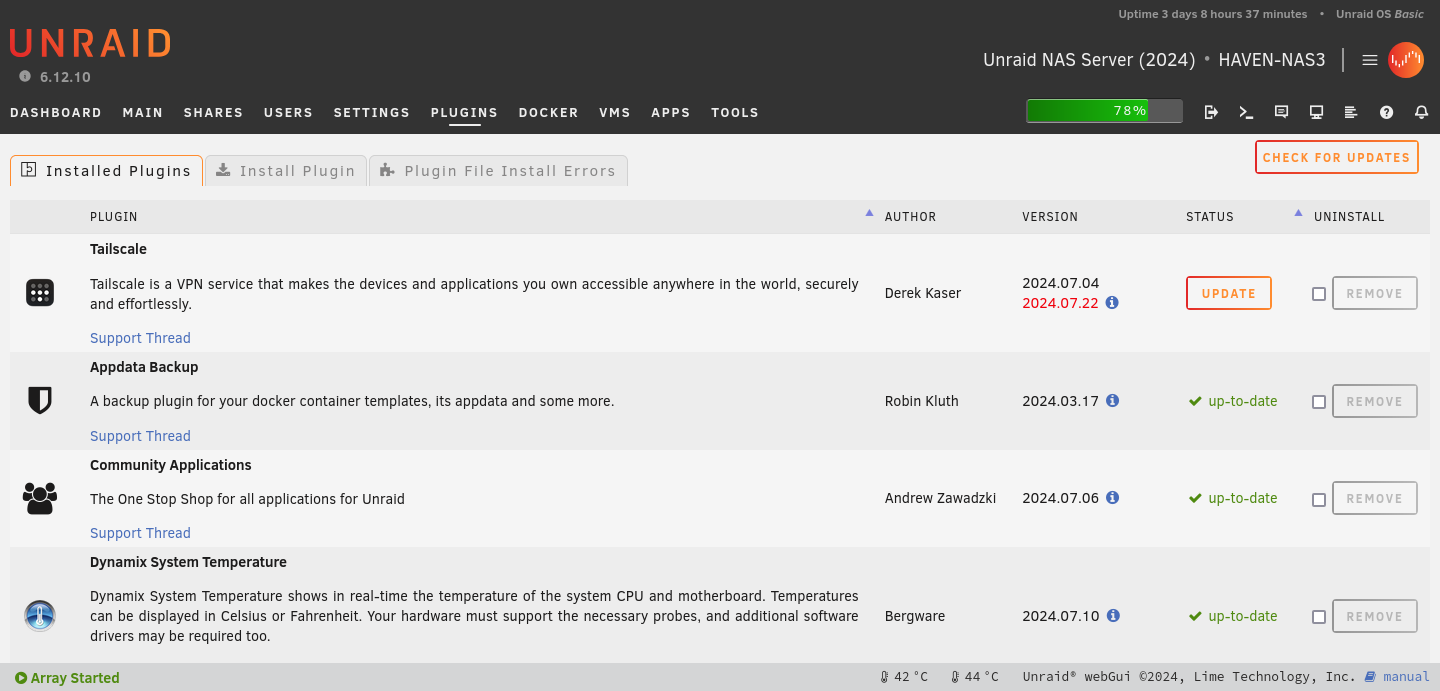 Uptime 3 days 8 hours 37 minutes • Unraid OS Basic
UNRAID
6.12.10
Unraid NAS Server (2024) • HAVEN-NAS3
DASHBOARD MAIN SHARES USERS SETTINGS PLUGINS DOCKER VMS APPS TOOLS
78%
Installed Plugins Install Plugin Plugin File Install Errors
CHECK FOR UPDATES
PLUGIN AUTHOR VERSION STATUS UNINSTALL
Tailscale
Tailscale is a VPN service that makes the devices and applications you own accessible anywhere in the world, securely
and effortlessly.
Support Thread
Derek Kaser
2024.07.04
2024.07.22
UPDATE
REMOVE
Appdata Backup
A backup plugin for your docker container templates, its appdata and some more.
Support Thread
Robin Kluth
2024.03.17
up-to-date
REMOVE
Community Applications
The One Stop Shop for all applications for Unraid
Support Thread
Andrew Zawadzki
2024.07.06
up-to-date
REMOVE
Dynamix System Temperature
Dynamix System Temperature shows in real-time the temperature of the system CPU and motherboard. Temperatures
can be displayed in Celsius or Fahrenheit. Your hardware must support the necessary probes, and additional software
drivers may be required too.
Bergware
2024.07.10
up-to-date
REMOVE
Array Started
42 °C 44 °C Unraid® webGui ©2024, Lime Technology, Inc. manual